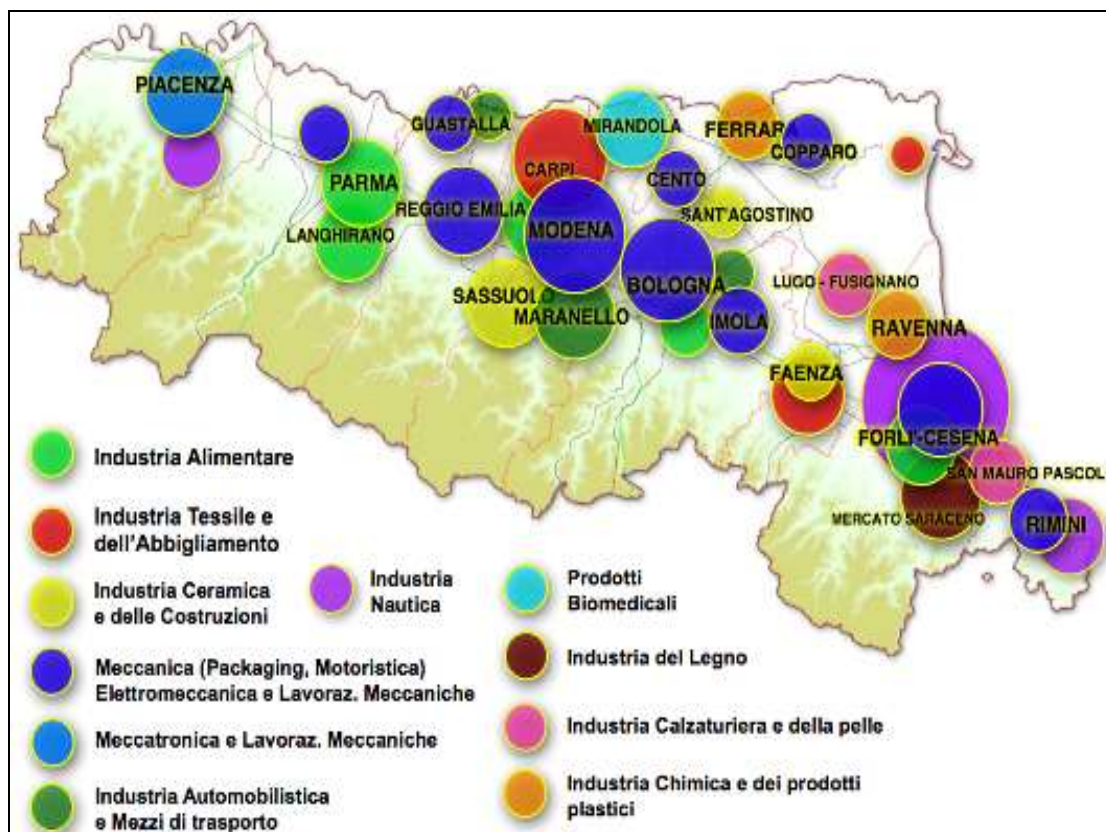 PIACENZA
GUASTALLA
MIRANDOLA
FERRARA
COPPARO
CARPI
CENTO
PARMA
REGGIO EMILIA
SANT'AGOSTINO
LANGHIRANO
MODENA
BOLOGNA
LUGO - FUSIGNANO
SASSUOLO
MARANELLO
IMOLA
RAVENNA
FAENZA
FORLI'-CESENA
SAN MAURO PASCOL
MERCATO SARACENO
RIMINI
Industria Alimentare
Industria Tessile e
dell'Abbigliamento
Industria Ceramica
e delle Costruzioni
Meccanica (Packaging, Motoristica)
Elettromeccanica e Lavoraz. Meccaniche
Meccatronica e Lavoraz. Meccaniche
Industria Automobilistica
e Mezzi di trasporto
Industria
Nautica
Prodotti
Biomedicali
Industria del Legno
Industria Calzaturiera e della pelle
Industria Chimica e dei prodotti
plastici